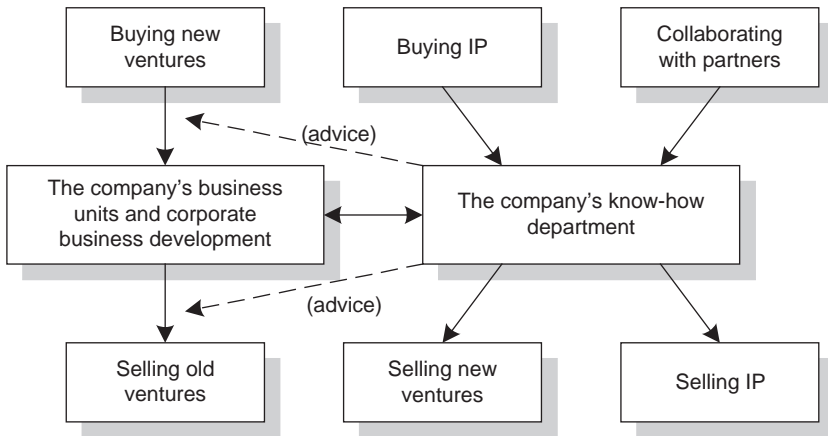 Buying new
ventures
Buying IP
Collaborating
with partners
(advice)
The company’s business
units and corporate
business development
The company’s know-how
department
(advice)
Selling old
ventures
Selling new
ventures
Selling IP